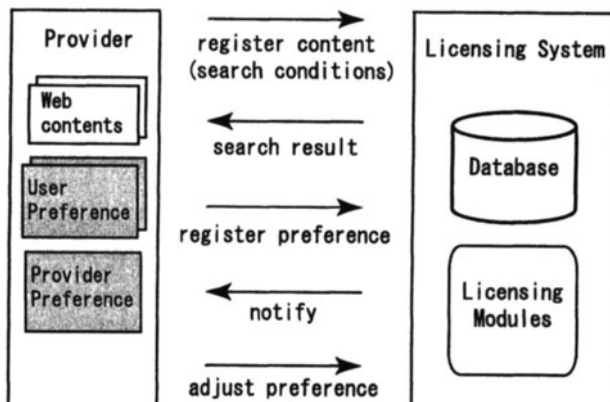 Provider
Web
contents
User
Preference
Provider
Preference
register content
(search conditions)
search result
register preference
notify
adjust preference
Licensing System
Database
Licensing
Modules